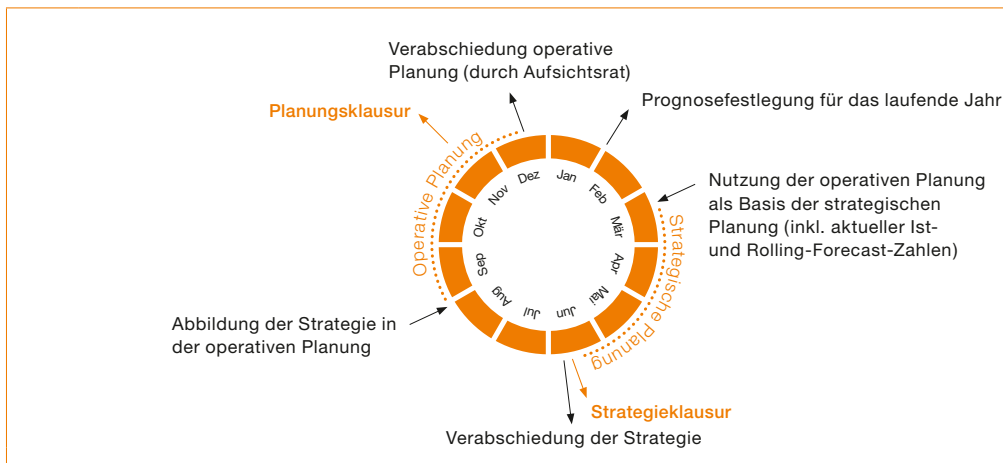 Verabschiedung operative
Planung (durch Aufsichtsrat)
Planungsklausur
Prognosefestlegung für das laufende Jahr
Operative Planung
Dez
Jan
Nov
Feb
Nutzung der operativen Planung
als Basis der strategischen
Planung (inkl. aktueller Ist-
und Rolling-Forecast-Zahlen)
Okt
Mär
Strategische Planung
Sep
Apr
Aug
Mai
Jul
Jun
Abbildung der Strategie in
der operativen Planung
Strategieklausur
Verabschiedung der Strategie